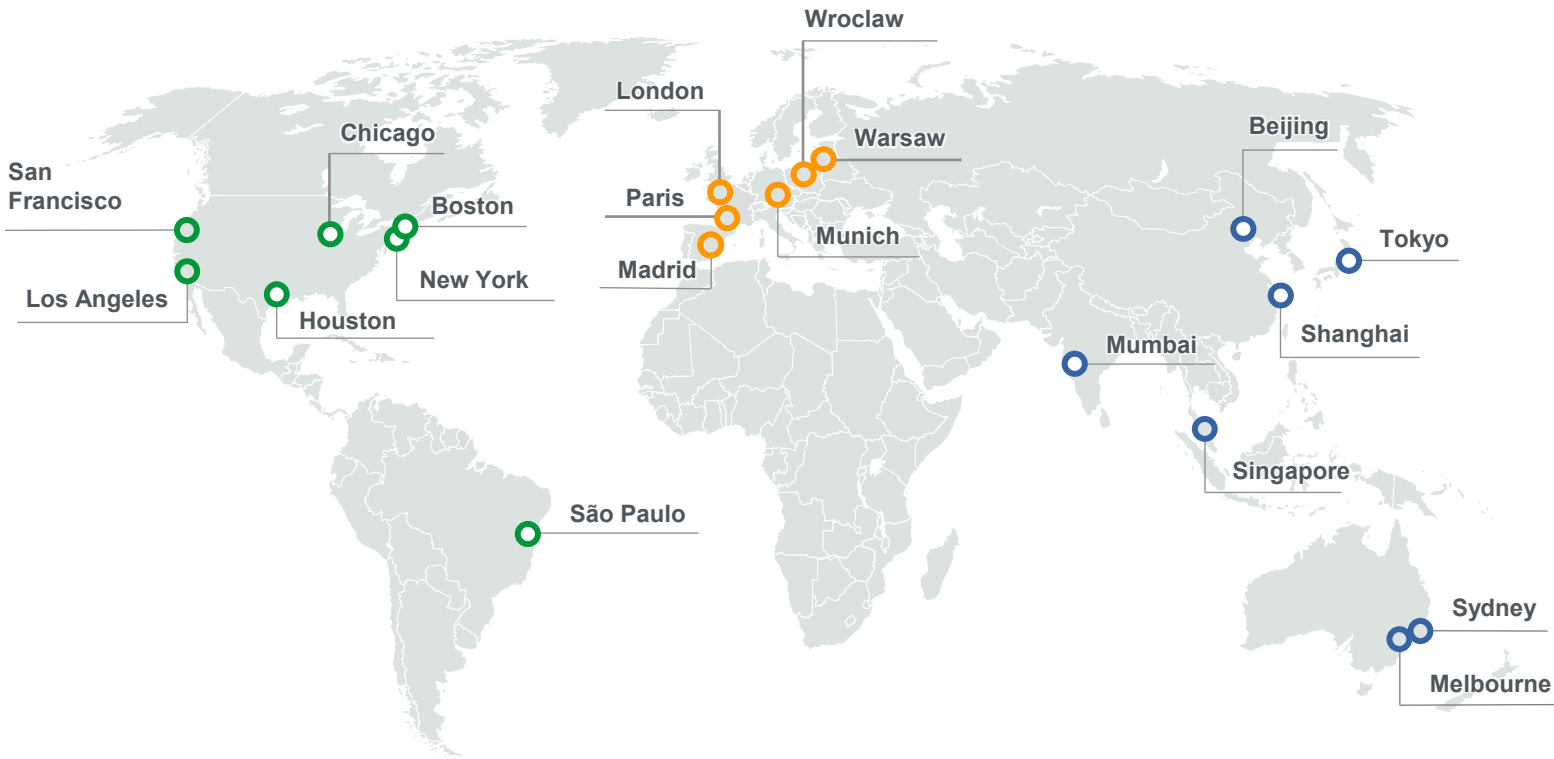 Wroclaw
London
Chicago
Warsaw
Beijing
San
Francisco
Paris
Boston
Munich
Tokyo
Madrid
New York
Los Angeles
Houston
Shanghai
Mumbai
Singapore
São Paulo
Sydney
Melbourne